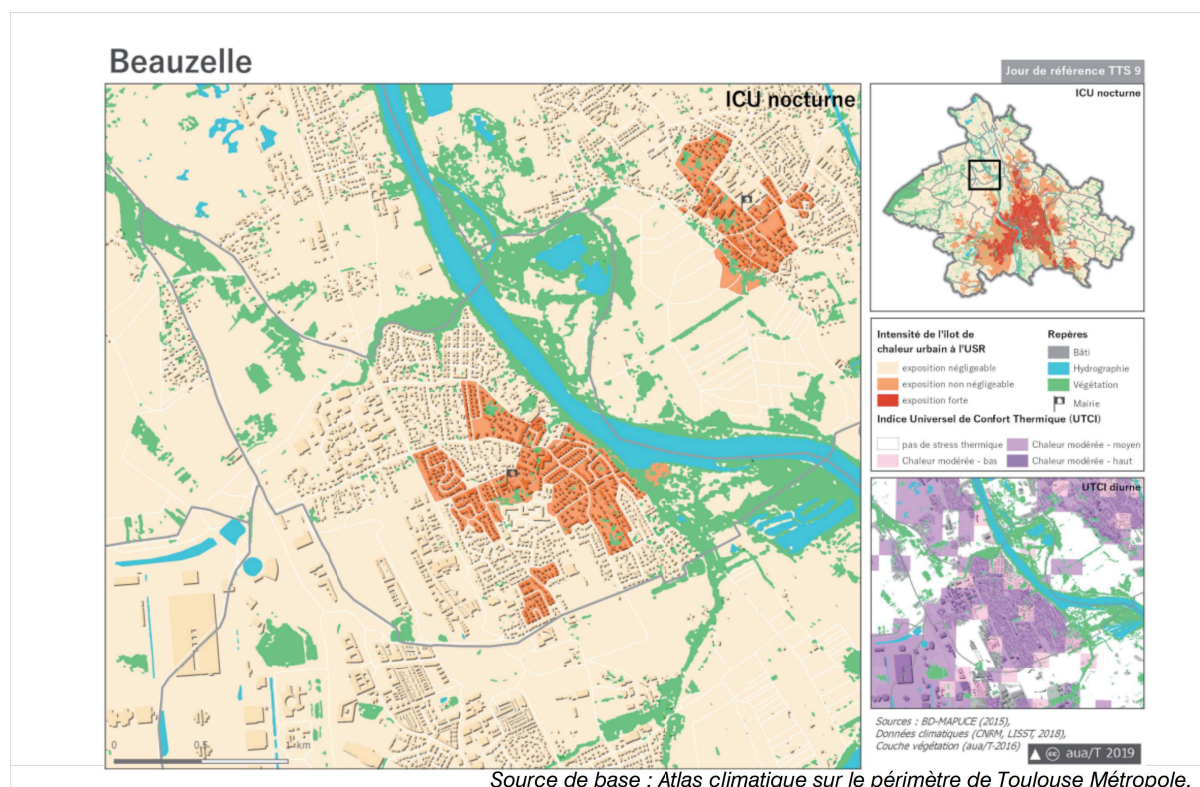 Beauzelle
ICU nocturne
Jour de référence TTS 9
ICU nocturne
Intensité de l'îlot de
chaleur urbain à l'USR
exposition négligeable
exposition non négligeable
exposition forte
Repères
Bâti
Hydrographie
Végétation
Mairie
Indice Universel de Confort Thermique (UTCI)
pas de stress thermique
Chaleur modérée - bas
Chaleur modérée - moyen
Chaleur modérée - haut
UTCI diurne
0 0,5 1 km
Sources : BD-MAPUCE (2015),
Données climatiques (CNRM, LISST, 2018),
Couche végétation (aua/T-2016)
cc aua/T 2019
Source de base : Atlas climatique sur le périmètre de Toulouse Métropole.